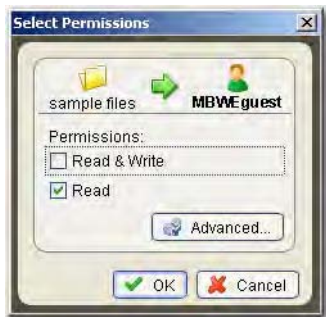 Select Permissions
sample files MBWEguest
Permissions:
Read & Write
Read
Advanced...
OK Cancel